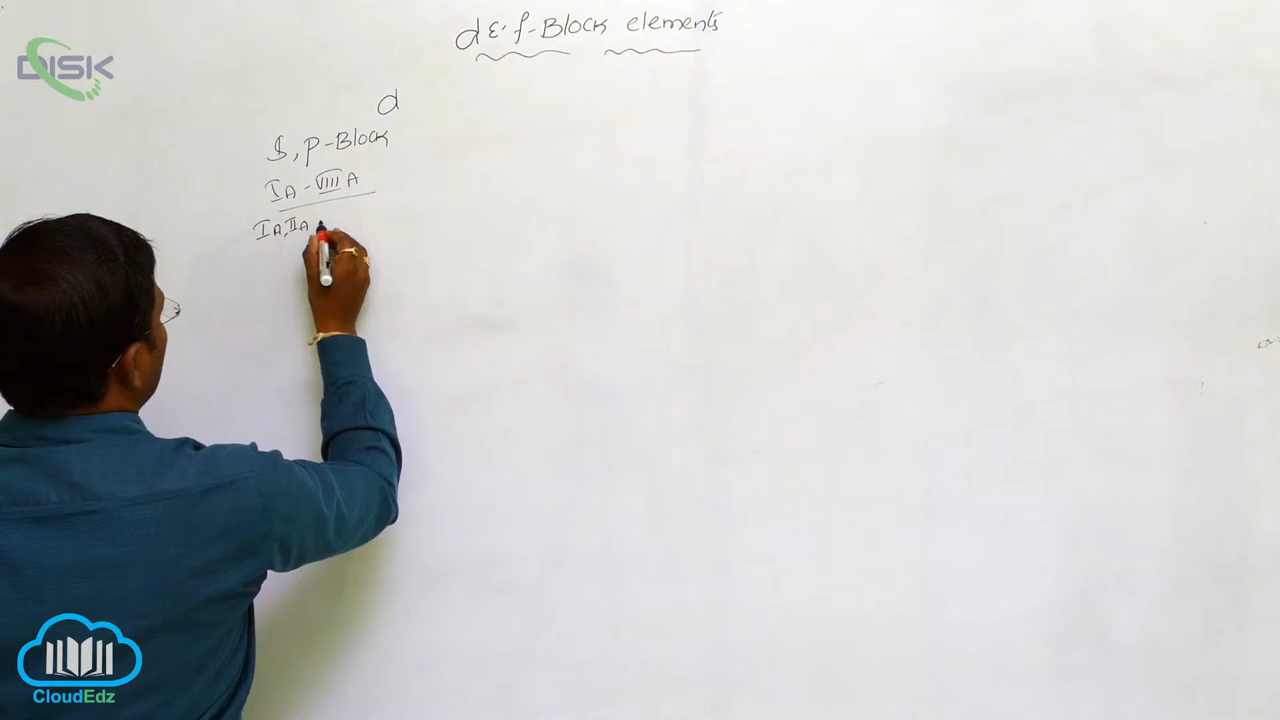 d & f-Block elements
DISK
d
S, p-Block
IA - VIIIA
IA, IIA
CloudEdz